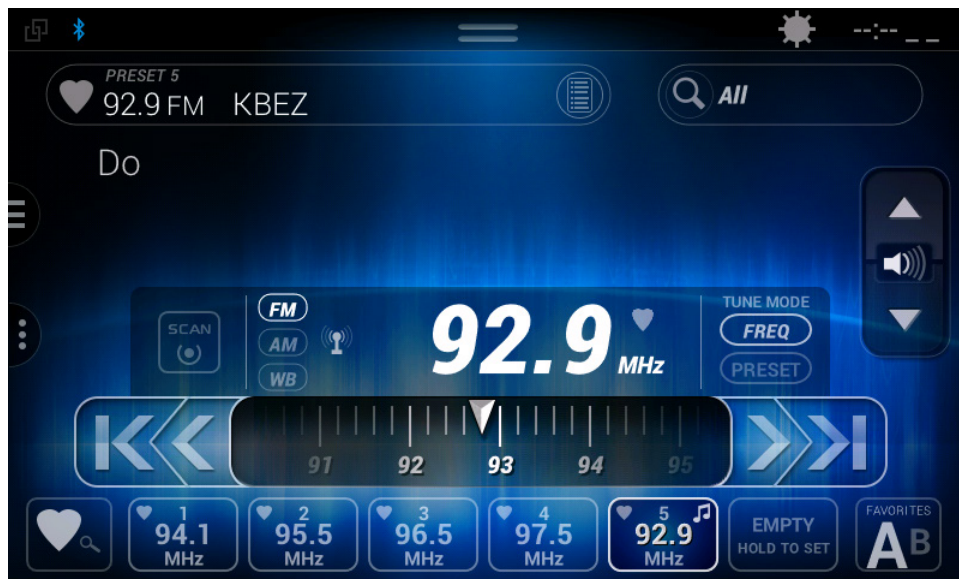 --:-- _ _
PRESET 5
92.9 FM KBEZ
All
Do
SCAN
FM
AM
WB
92.9 MHz
TUNE MODE
FREQ
PRESET
91 92 93 94 95
1
94.1
MHz
2
95.5
MHz
3
96.5
MHz
4
97.5
MHz
5
92.9
MHz
EMPTY
HOLD TO SET
FAVORITES
AB